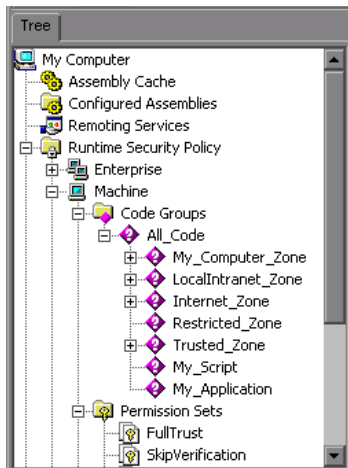 Tree
My Computer
Assembly Cache
Configured Assemblies
Remoting Services
Runtime Security Policy
Enterprise
Machine
Code Groups
All_Code
My_Computer_Zone
LocalIntranet_Zone
Internet_Zone
Restricted_Zone
Trusted_Zone
My_Script
My_Application
Permission Sets
FullTrust
SkipVerification